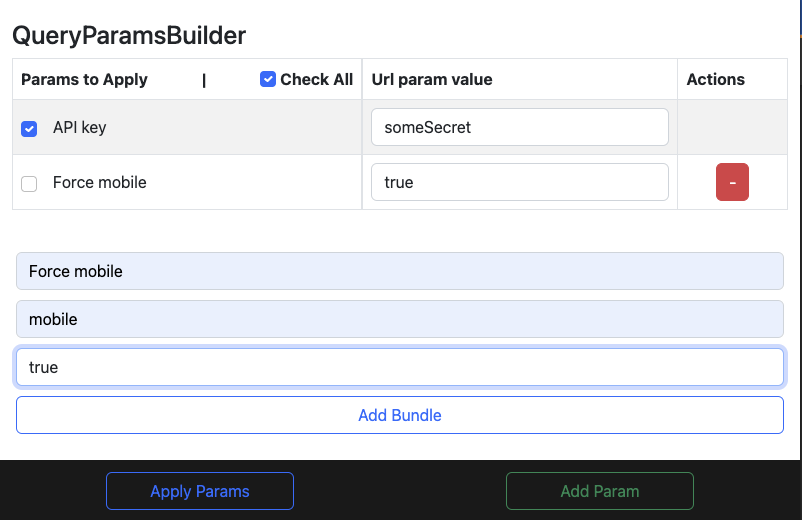 QueryParamsBuilder
Params to Apply | Check All Url param value Actions
API key someSecret
Force mobile true -
Force mobile
mobile
true
Add Bundle
Apply Params Add Param